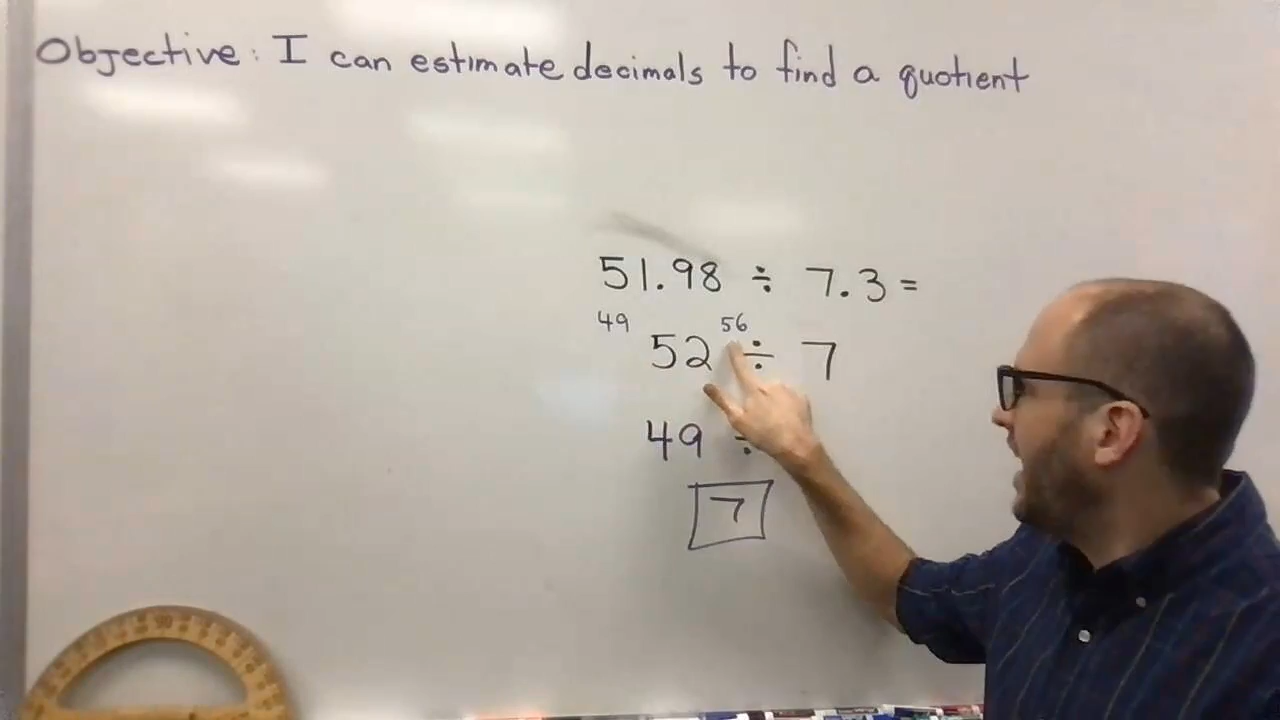 Objective: I can estimate decimals to find a quotient
51.98 ÷ 7.3 =
49 56
52 ÷ 7
49 ÷
7